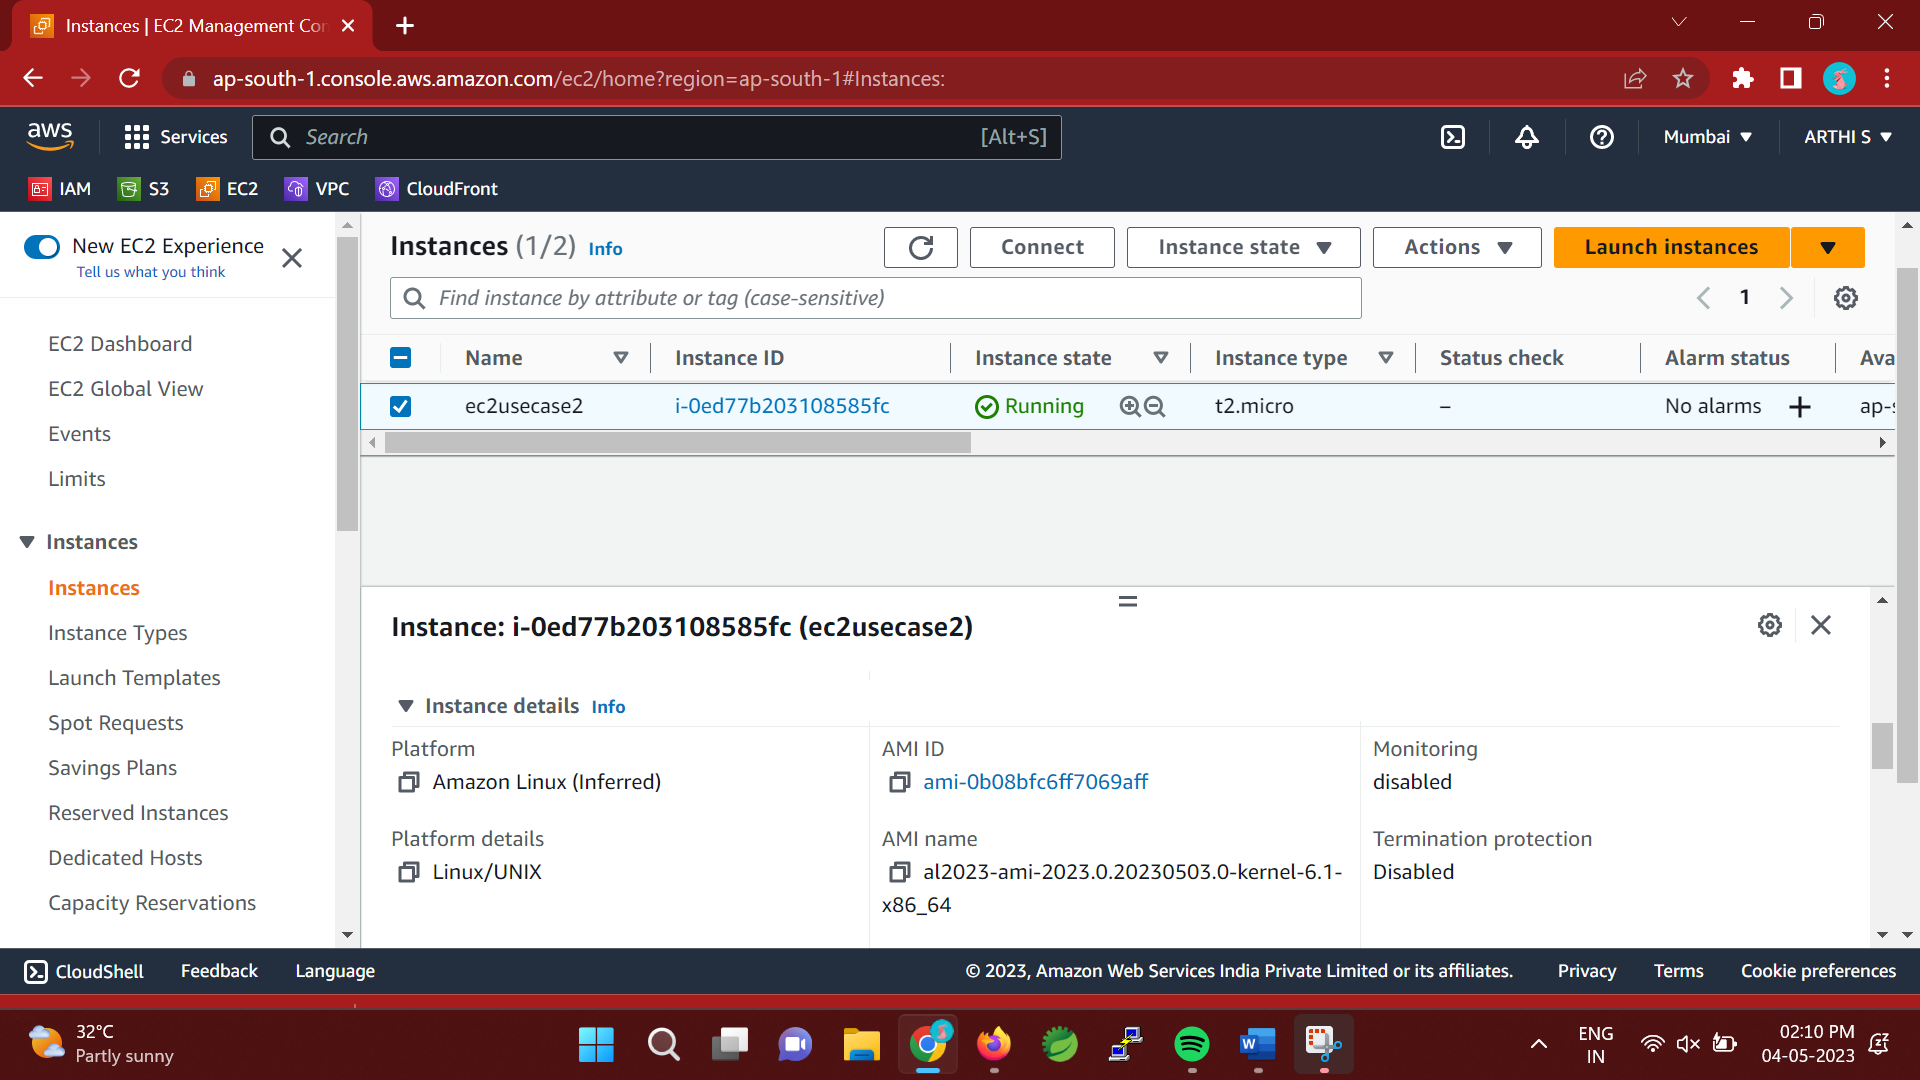 Instances | EC2 Management Con
ap-south-1.console.aws.amazon.com/ec2/home?region=ap-south-1#Instances:
aws
Services
Search
[Alt+S]
Mumbai
ARTHI S
IAM
S3
EC2
VPC
CloudFront
New EC2 Experience
Tell us what you think
EC2 Dashboard
EC2 Global View
Events
Limits
Instances
Instances
Instance Types
Launch Templates
Spot Requests
Savings Plans
Reserved Instances
Dedicated Hosts
Capacity Reservations
Instances (1/2) Info
Connect
Instance state
Actions
Launch instances
Find instance by attribute or tag (case-sensitive)
1
Name
Instance ID
Instance state
Instance type
Status check
Alarm status
Ava
ec2usecase2
i-0ed77b203108585fc
Running
t2.micro
–
No alarms
ap-s
Instance: i-0ed77b203108585fc (ec2usecase2)
Instance details Info
Platform
Amazon Linux (Inferred)
AMI ID
ami-0b08bfc6ff7069aff
Monitoring
disabled
Platform details
Linux/UNIX
AMI name
al2023-ami-2023.0.20230503.0-kernel-6.1-
x86_64
Termination protection
Disabled
CloudShell
Feedback
Language
© 2023, Amazon Web Services India Private Limited or its affiliates.
Privacy
Terms
Cookie preferences
32°C
Partly sunny
W
ENG
IN
02:10 PM
04-05-2023